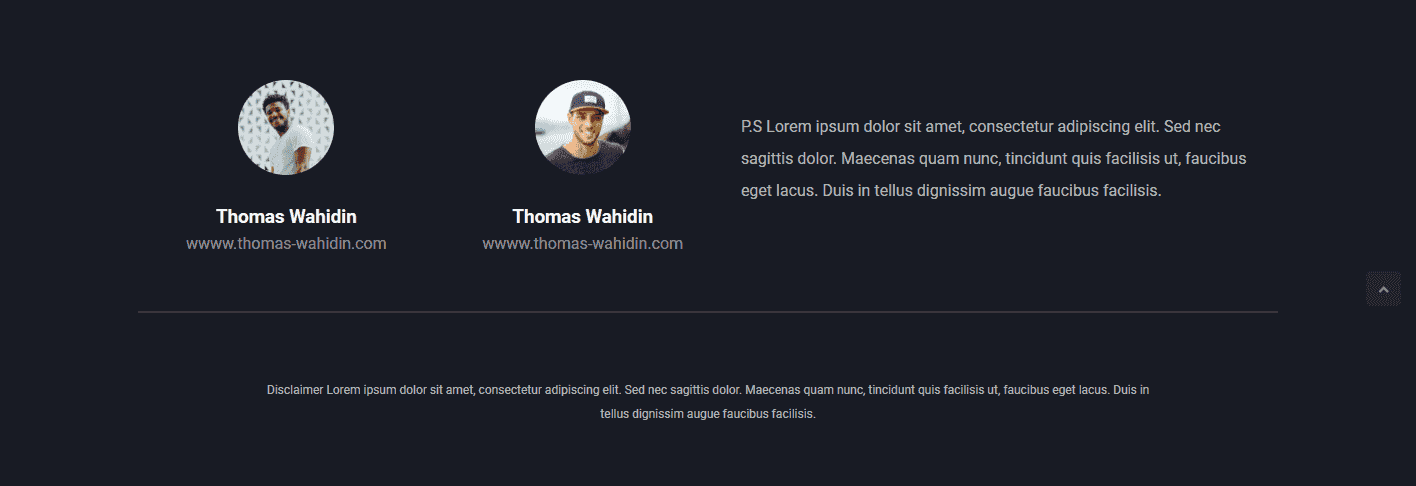 Thomas Wahidin
wwww.thomas-wahidin.com
Thomas Wahidin
wwww.thomas-wahidin.com
P.S Lorem ipsum dolor sit amet, consectetur adipiscing elit. Sed nec
sagittis dolor. Maecenas quam nunc, tincidunt quis facilisis ut, faucibus
eget lacus. Duis in tellus dignissim augue faucibus facilisis.
Disclaimer Lorem ipsum dolor sit amet, consectetur adipiscing elit. Sed nec sagittis dolor. Maecenas quam nunc, tincidunt quis facilisis ut, faucibus eget lacus. Duis in
tellus dignissim augue faucibus facilisis.